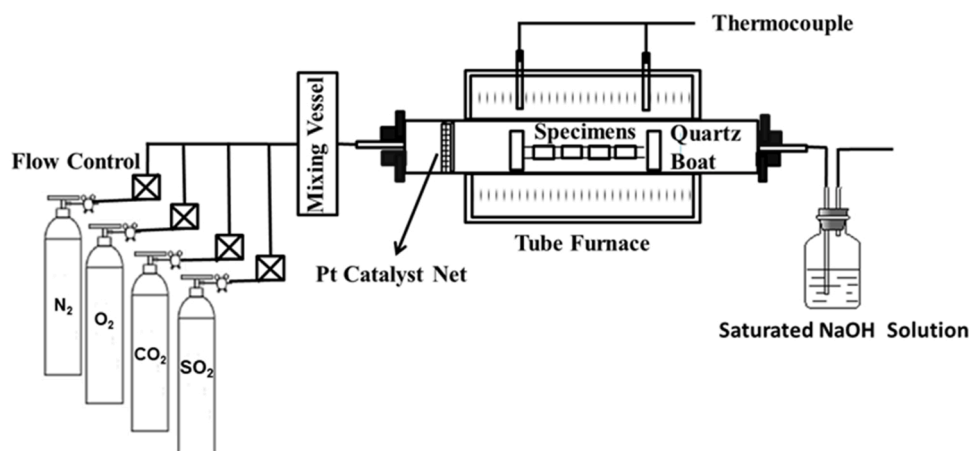 Thermocouple
Mixing Vessel
Flow Control
Specimens
Quartz
Boat
Tube Furnace
Pt Catalyst Net
N₂
O₂
CO₂
SO₂
Saturated NaOH Solution